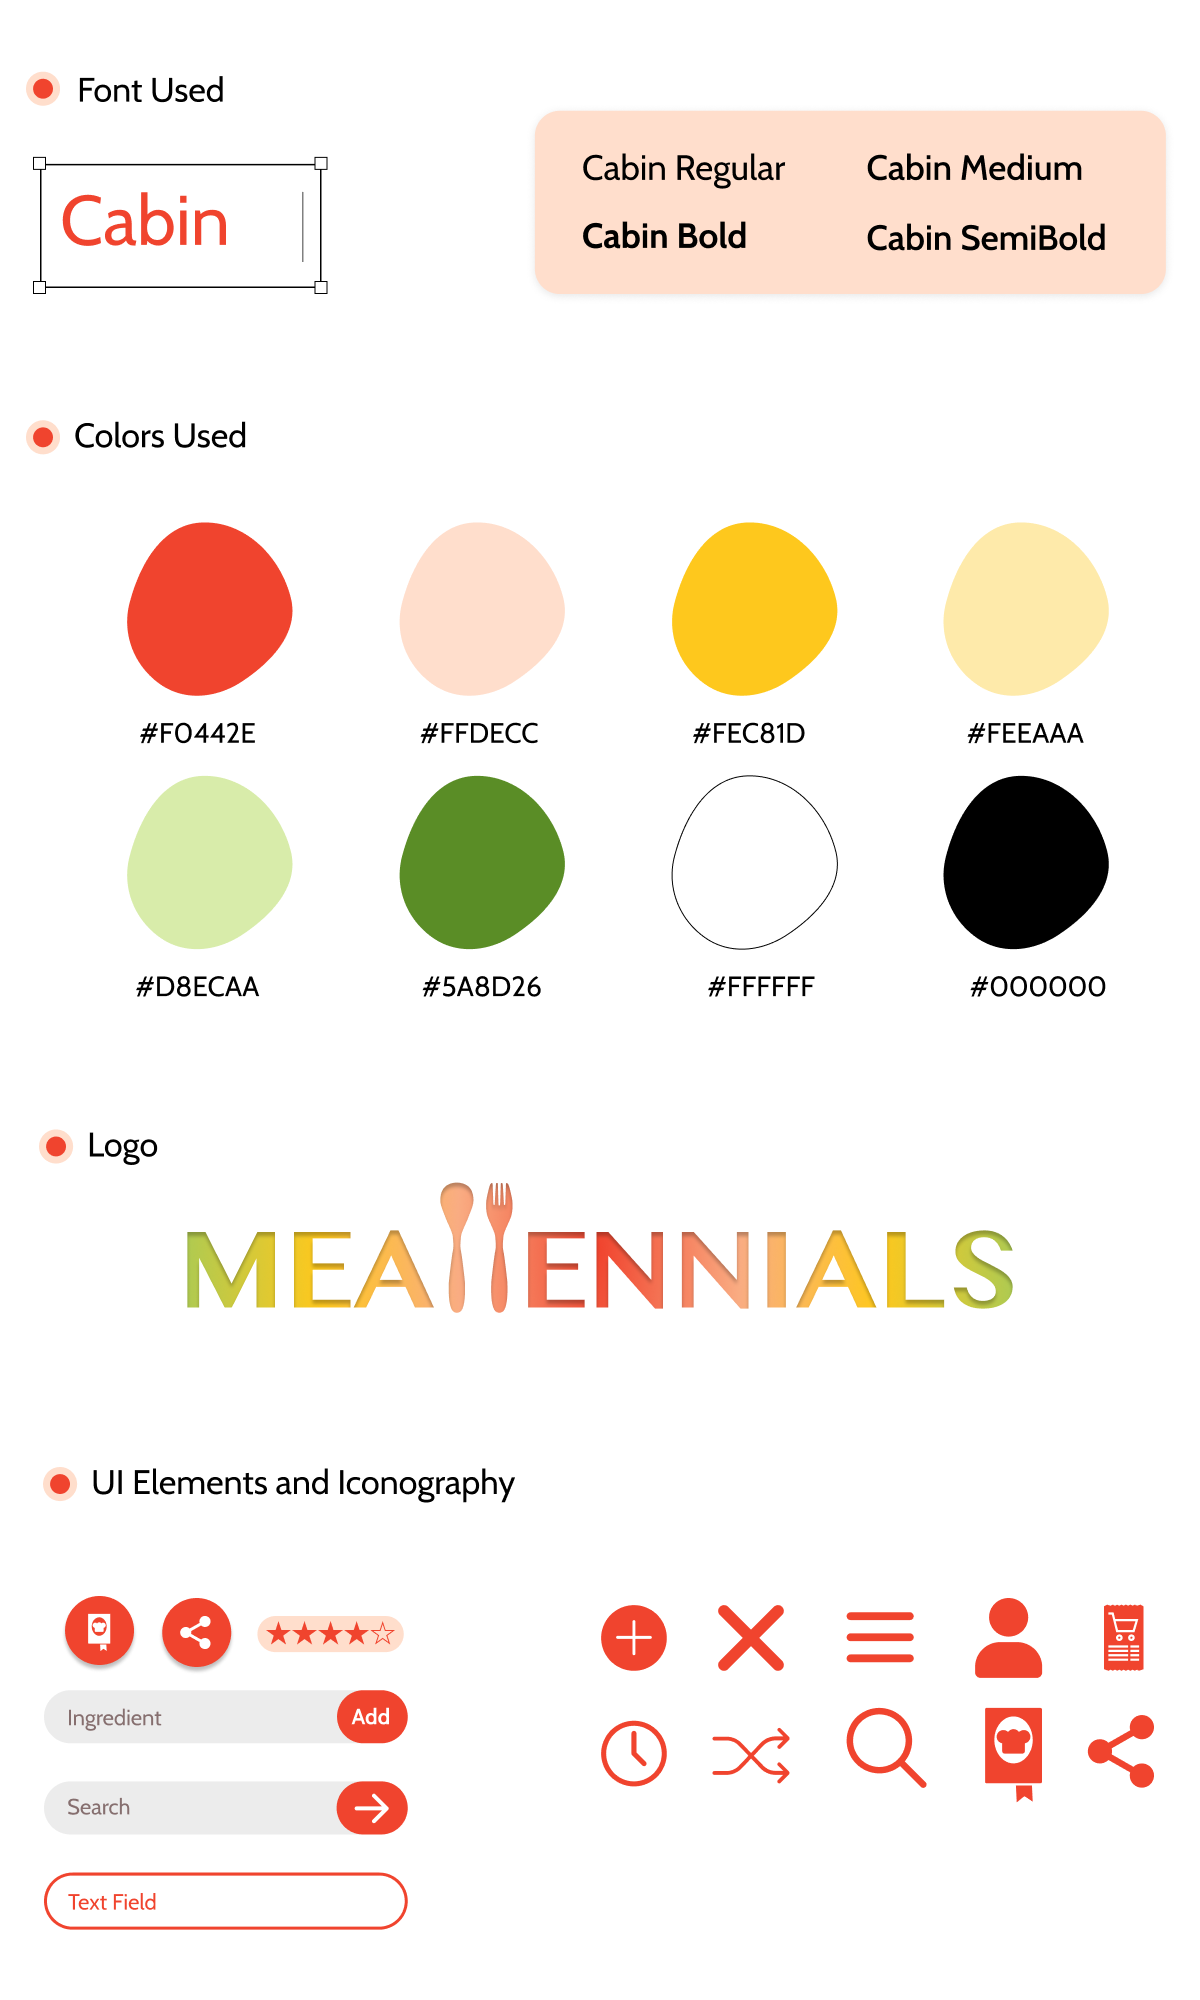 Font Used
Cabin
Cabin Regular
Cabin Medium
Cabin Bold
Cabin SemiBold
Colors Used
#F0442E
#FFDECC
#FEC81D
#FEEAAA
#D8ECAA
#5A8D26
#FFFFFF
#000000
Logo
MEALLENNIALS
UI Elements and Iconography
Ingredient
Add
Search
Text Field